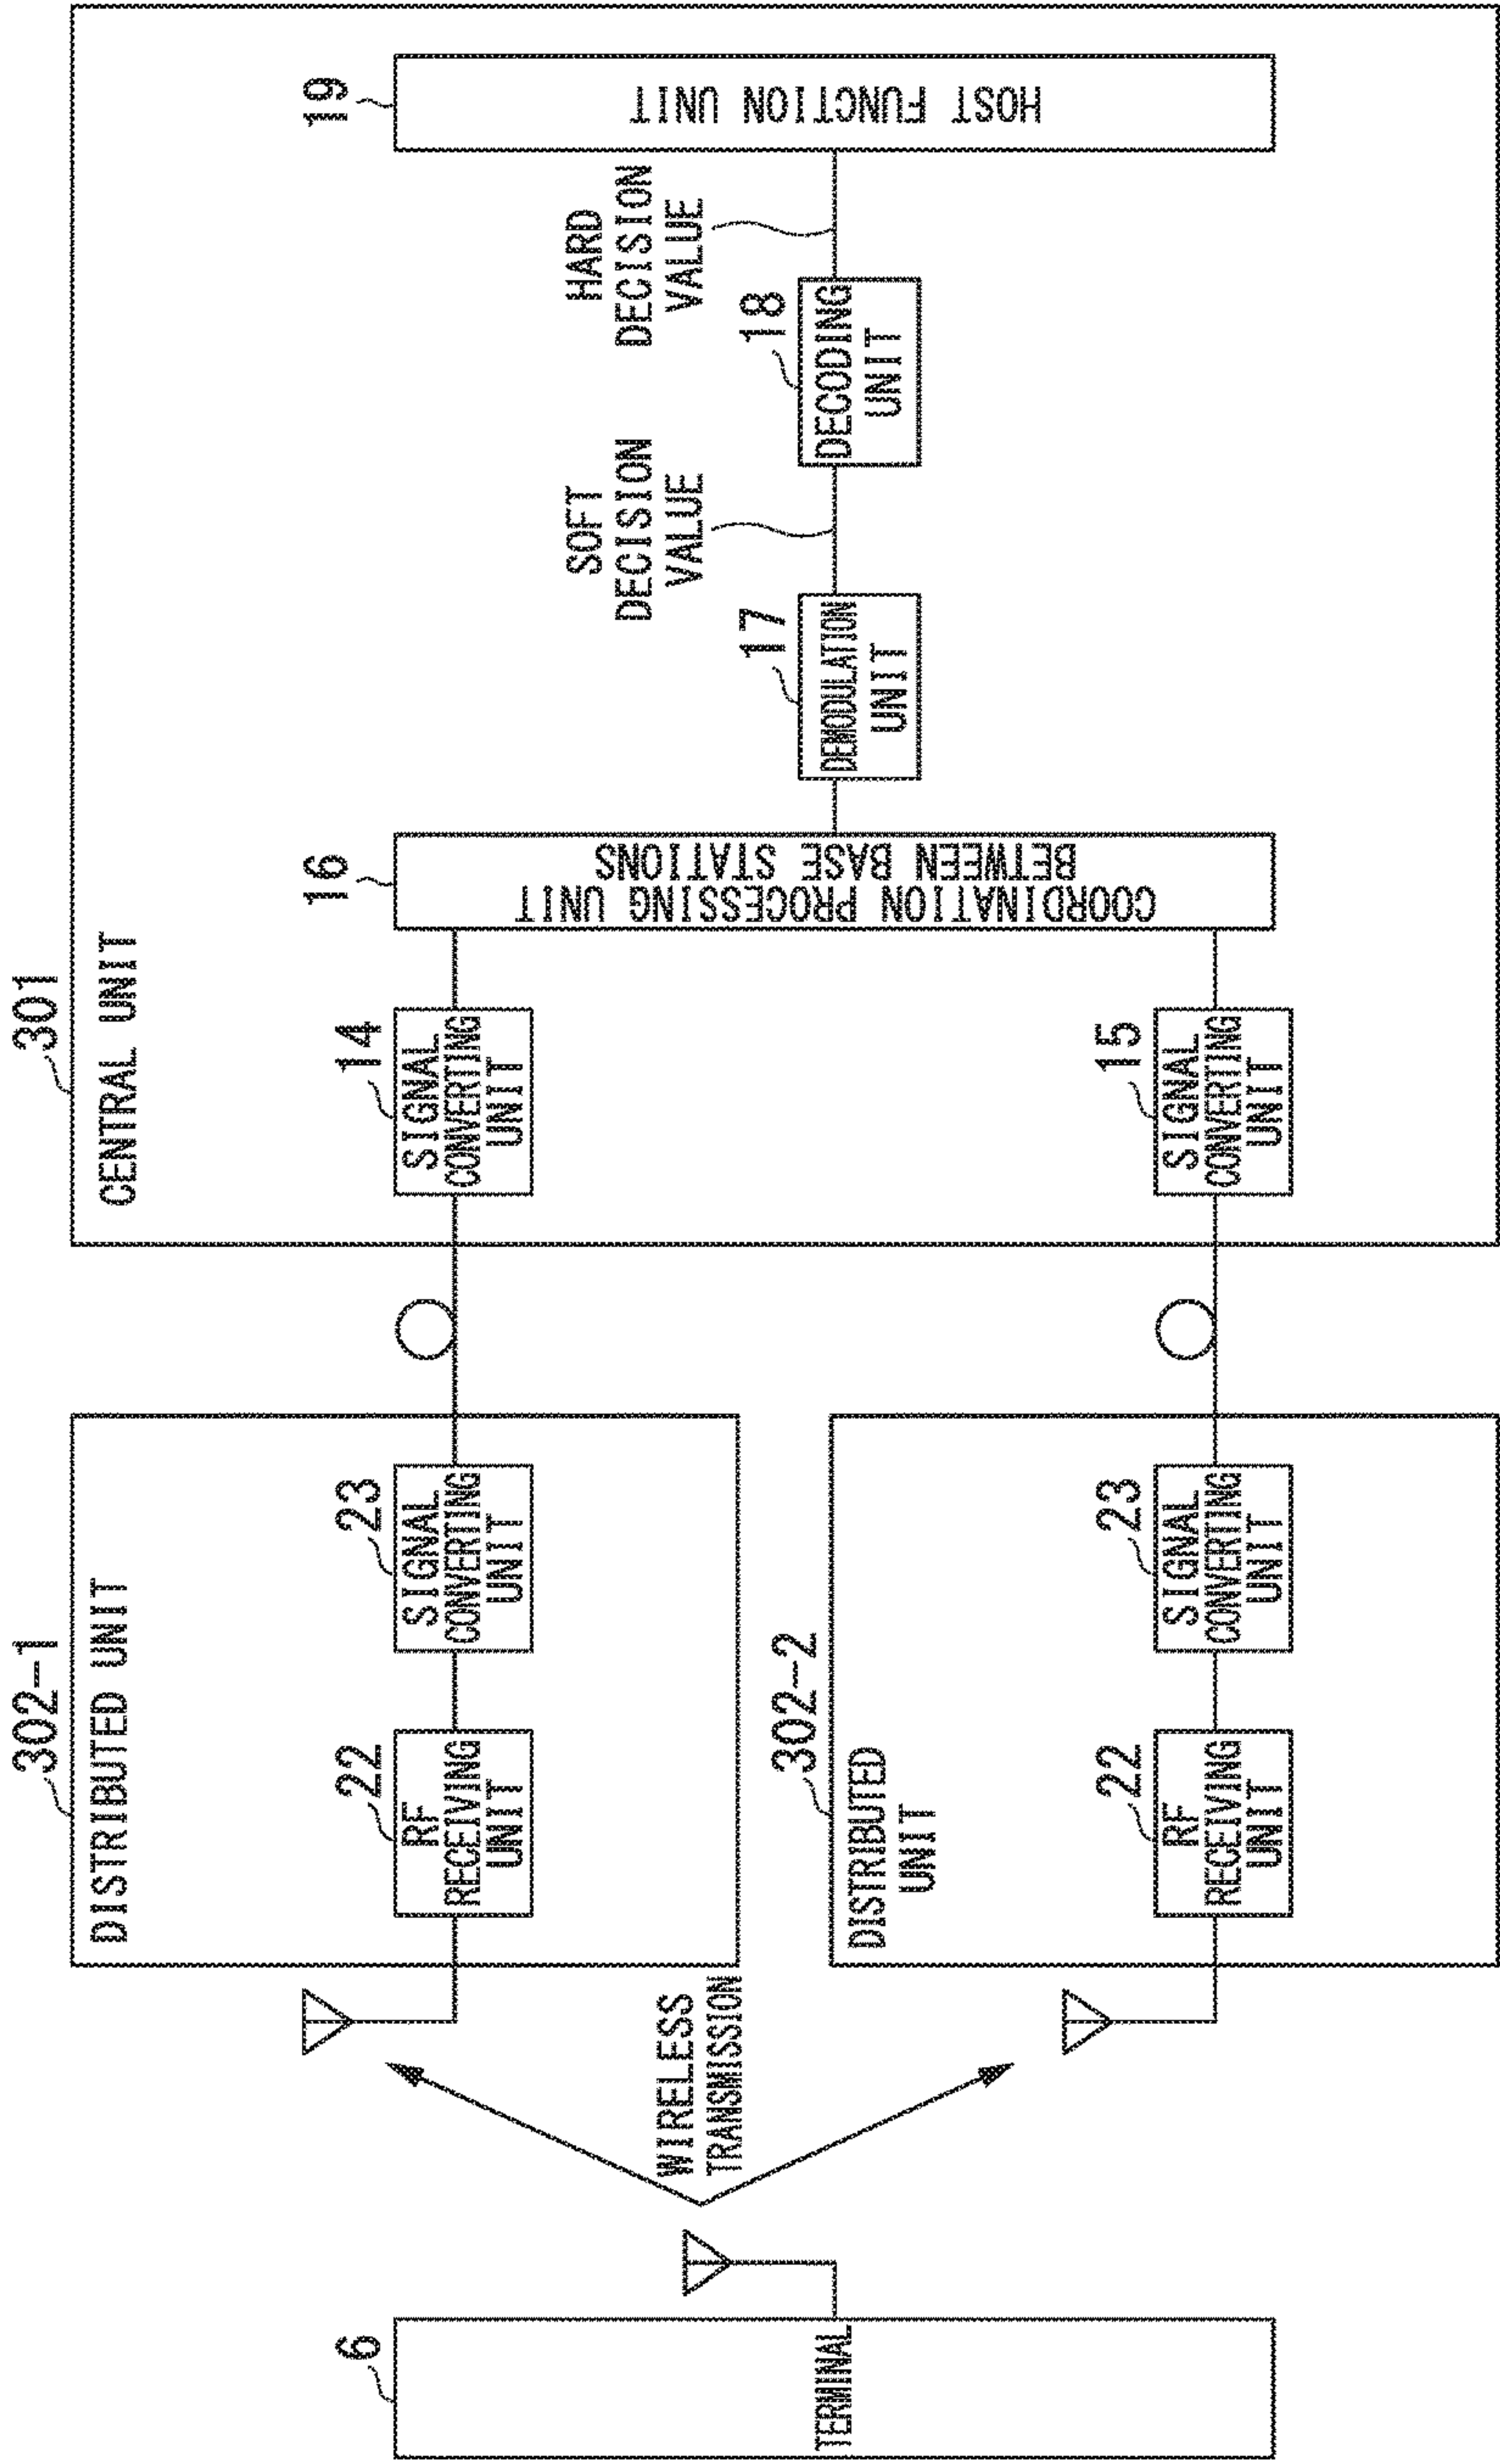 6
TERMINAL
WIRELESS
TRANSMISSION
302-1
DISTRIBUTED UNIT
22
RF
RECEIVING
UNIT
23
SIGNAL
CONVERTING
UNIT
302-2
DISTRIBUTED
UNIT
22
RF
RECEIVING
UNIT
23
SIGNAL
CONVERTING
UNIT
301
CENTRAL UNIT
14
SIGNAL
CONVERTING
UNIT
15
SIGNAL
CONVERTING
UNIT
16
COORDINATION PROCESSING UNIT
BETWEEN BASE STATIONS
17
DEMODULATION
UNIT
SOFT
DECISION
VALUE
18
DECODING
UNIT
HARD
DECISION
VALUE
19
HOST FUNCTION UNIT